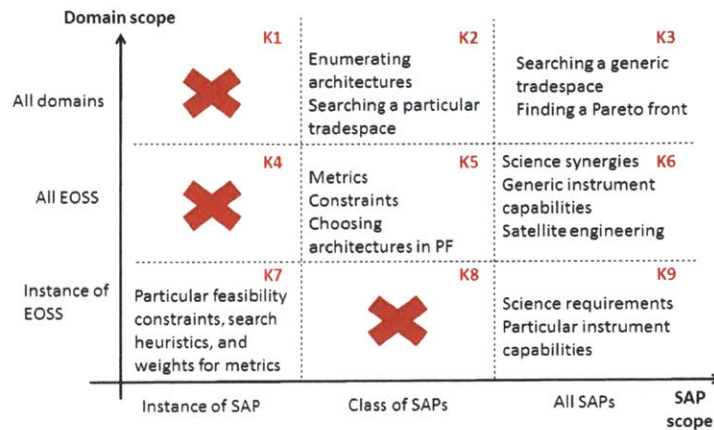 Domain scope
K1
K2
K3
All domains
Enumerating
architectures
Searching a particular
tradespace
Searching a generic
tradespace
Finding a Pareto front
K4
K5
K6
All EOSS
Metrics
Constraints
Choosing
architectures in PF
Science synergies
Generic instrument
capabilities
Satellite engineering
K7
K8
K9
Instance of
EOSS
Particular feasibility
constraints, search
heuristics, and
weights for metrics
Science requirements
Particular instrument
capabilities
Instance of SAP
Class of SAPs
All SAPs
SAP
scope